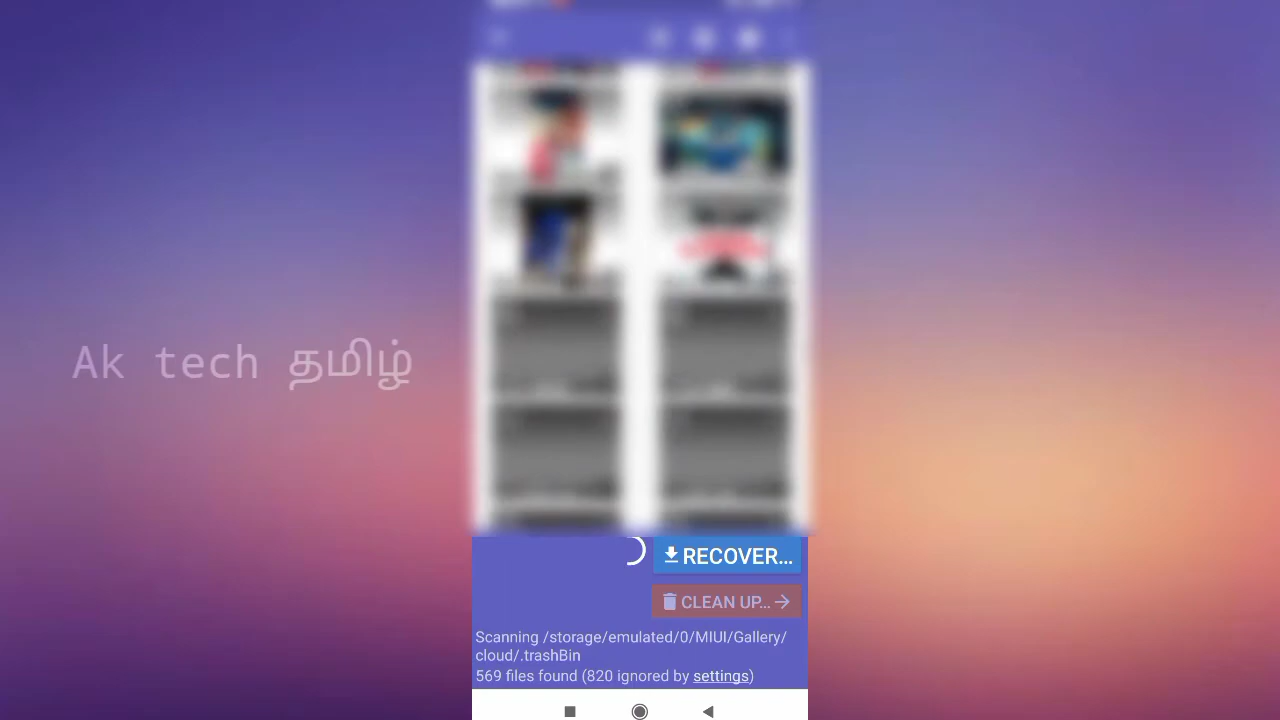 Ak tech தமிழ்
RECOVER...
CLEAN UP...
Scanning /storage/emulated/0/MIUI/Gallery/
cloud/.trashBin
569 files found (820 ignored by settings)